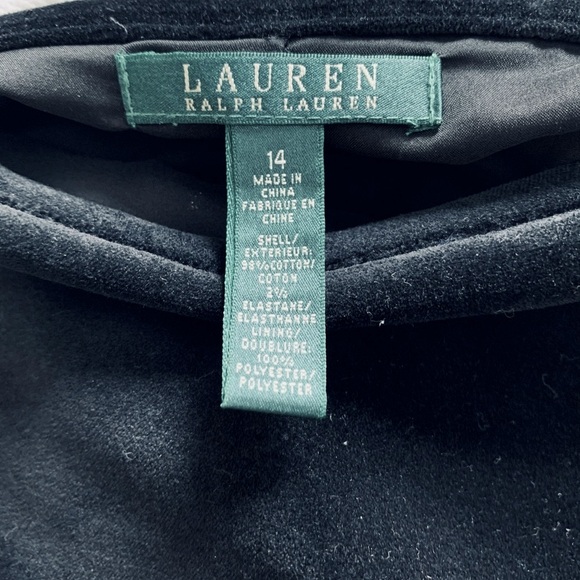 LAUREN
RALPH LAUREN
14
MADE IN
CHINA
FABRIQUE EN
CHINE
SHELL/
EXTERIEUR:
98% COTTON/
COTON
2%
ELASTANE/
ELASTHANNE
LINING/
DOUBLURE:
100%
POLYESTER/
POLYESTER